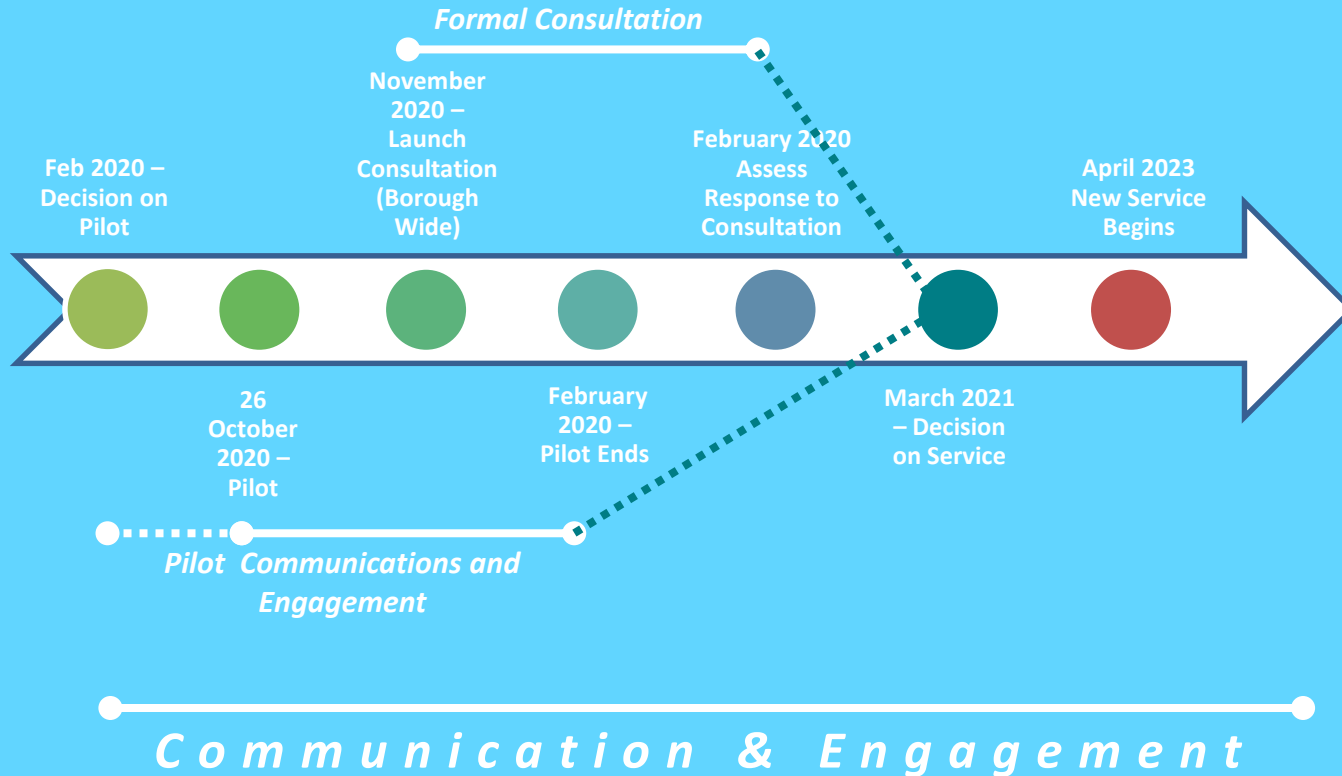 Formal Consultation
November
2020 –
Launch
Consultation
(Borough
Wide)
Feb 2020 –
Decision on
Pilot
February 2020
Assess
Response to
Consultation
April 2023
New Service
Begins
26
October
2020 –
Pilot
February
2020 –
Pilot Ends
March 2021
– Decision
on Service
Pilot Communications and
Engagement
Communication & Engagement